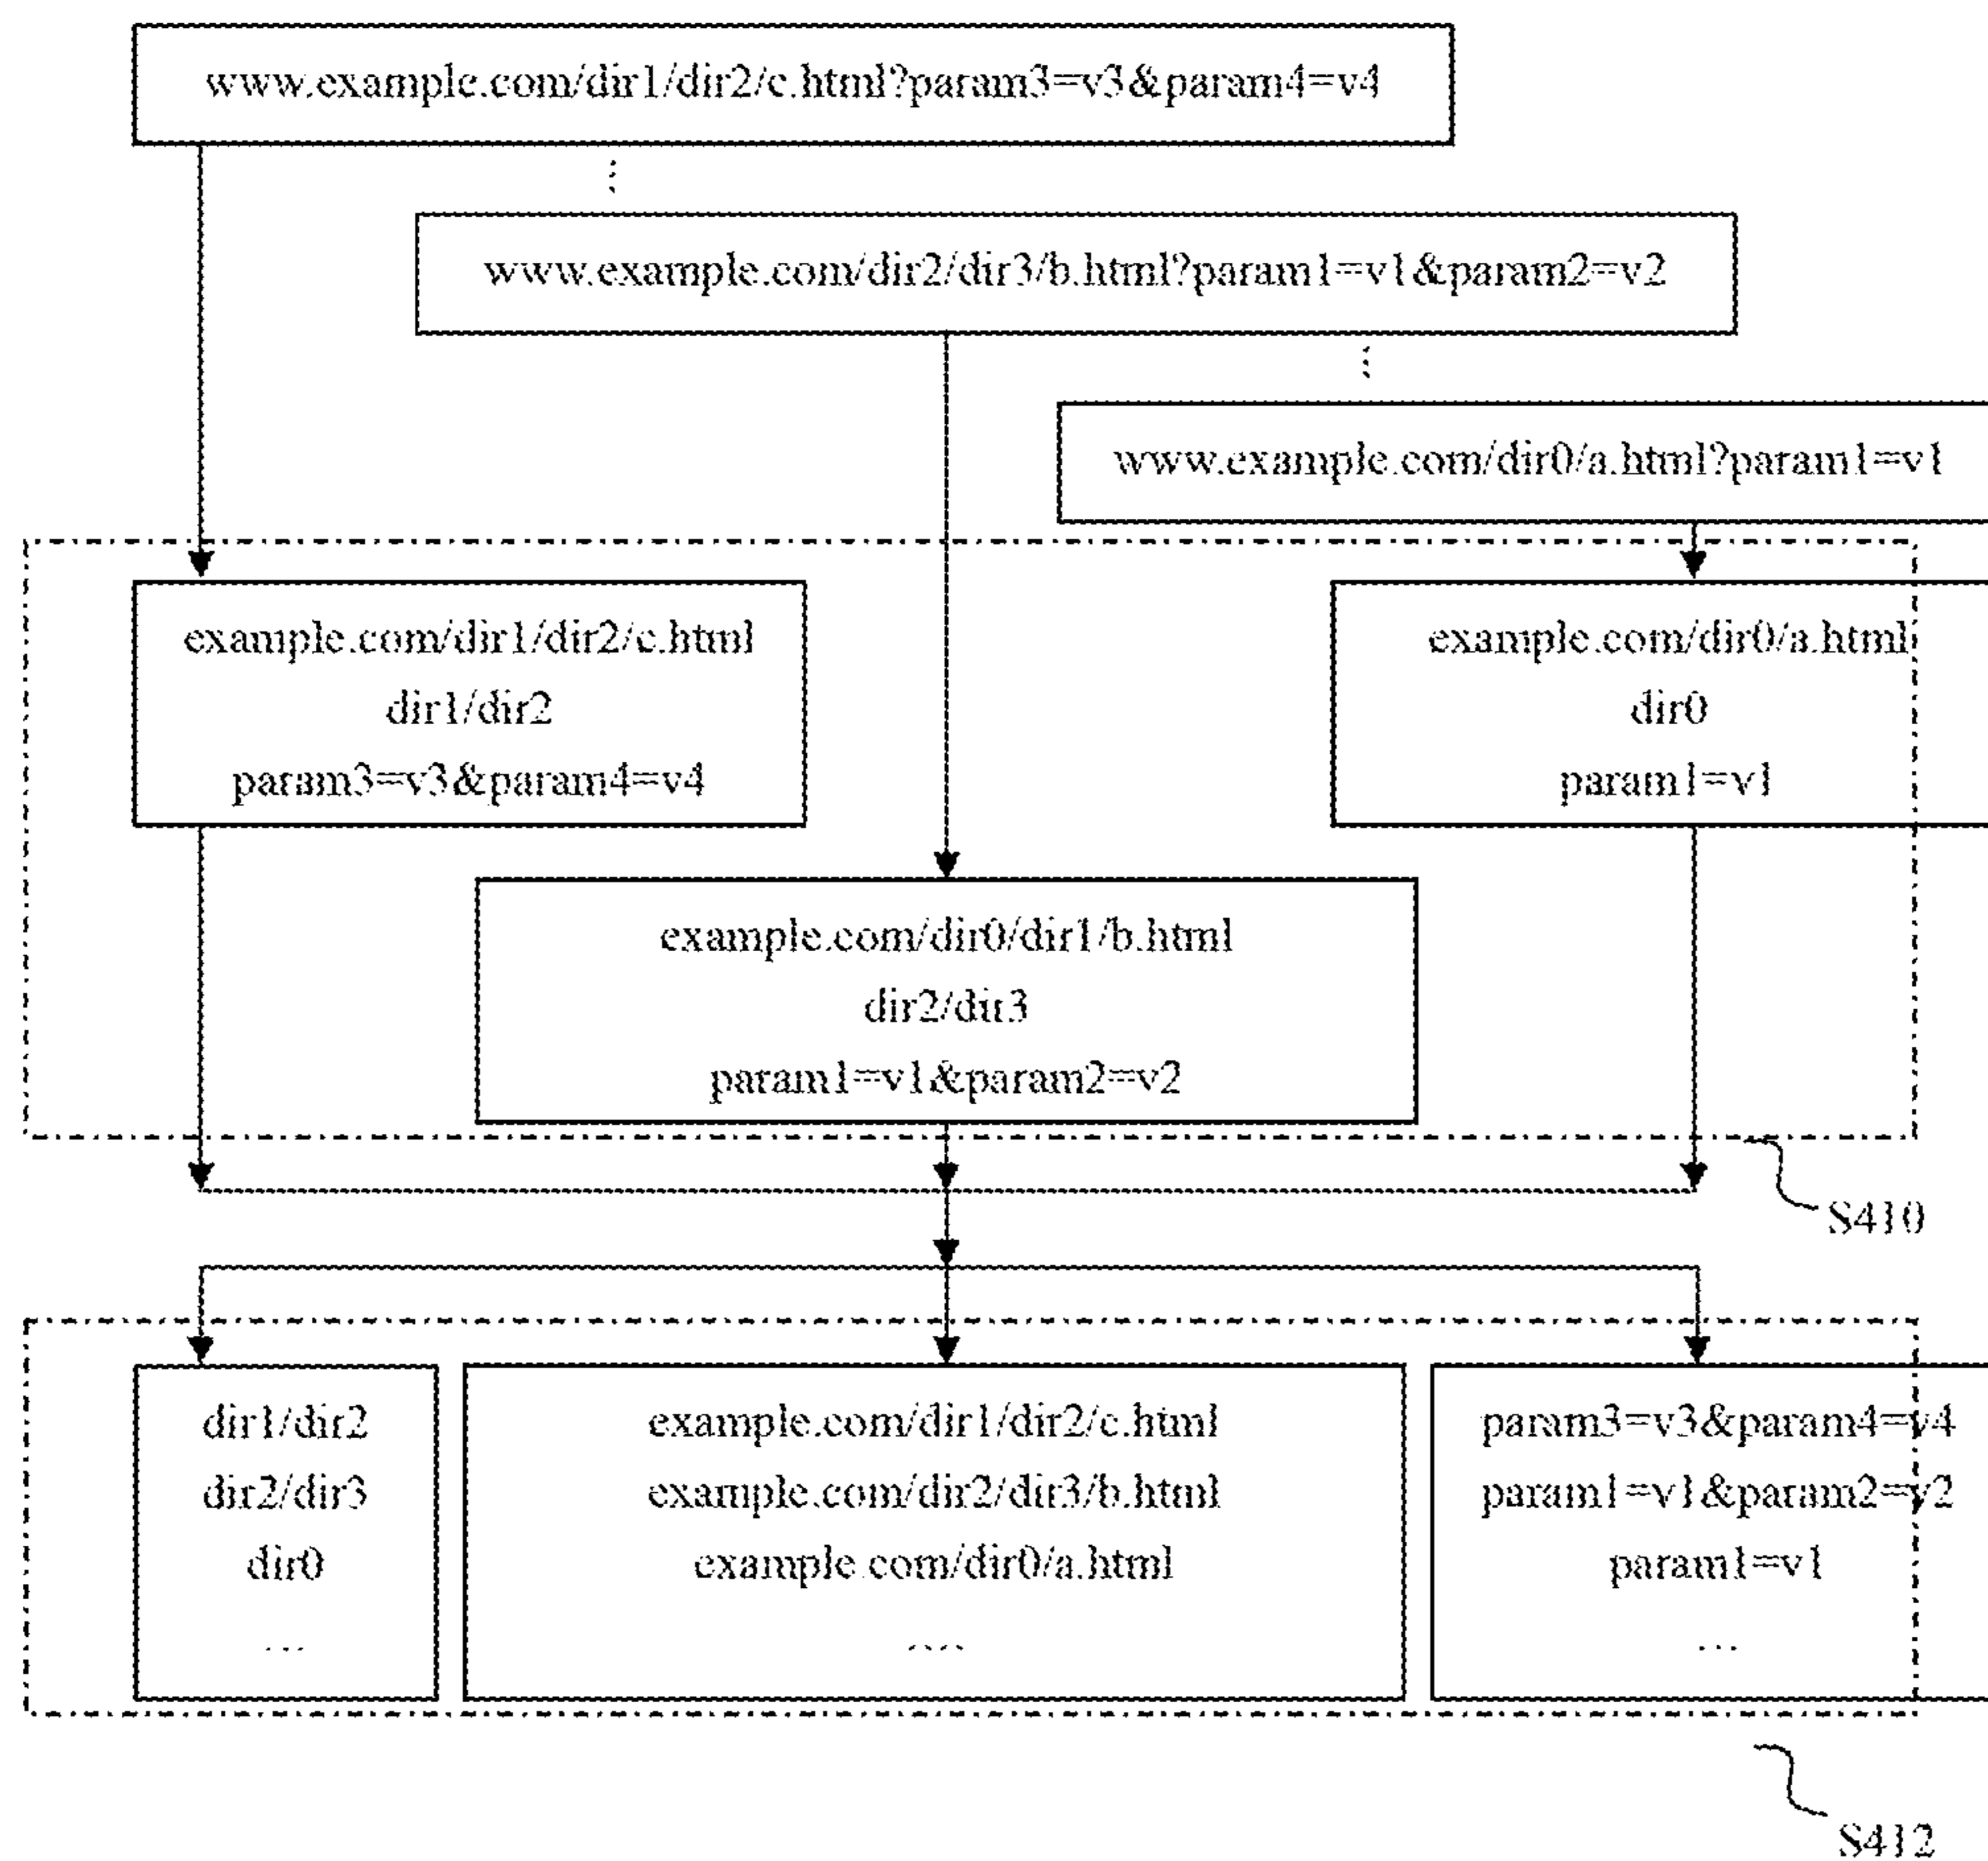 www.example.com/dir1/dir2/c.html?param3=v3&param4=v4
⋮
www.example.com/dir2/dir3/b.html?param1=v1&param2=v2
⋮
www.example.com/dir0/a.html?param1=v1
example.com/dir1/dir2/c.html
dir1/dir2
param3=v3&param4=v4
example.com/dir0/a.html
dir0
param1=v1
example.com/dir0/dir1/b.html
dir2/dir3
param1=v1&param2=v2
S410
dir1/dir2
dir2/dir3
dir0
...
example.com/dir1/dir2/c.html
example.com/dir2/dir3/b.html
example.com/dir0/a.html
....
param3=v3&param4=v4
param1=v1&param2=v2
param1=v1
...
S412